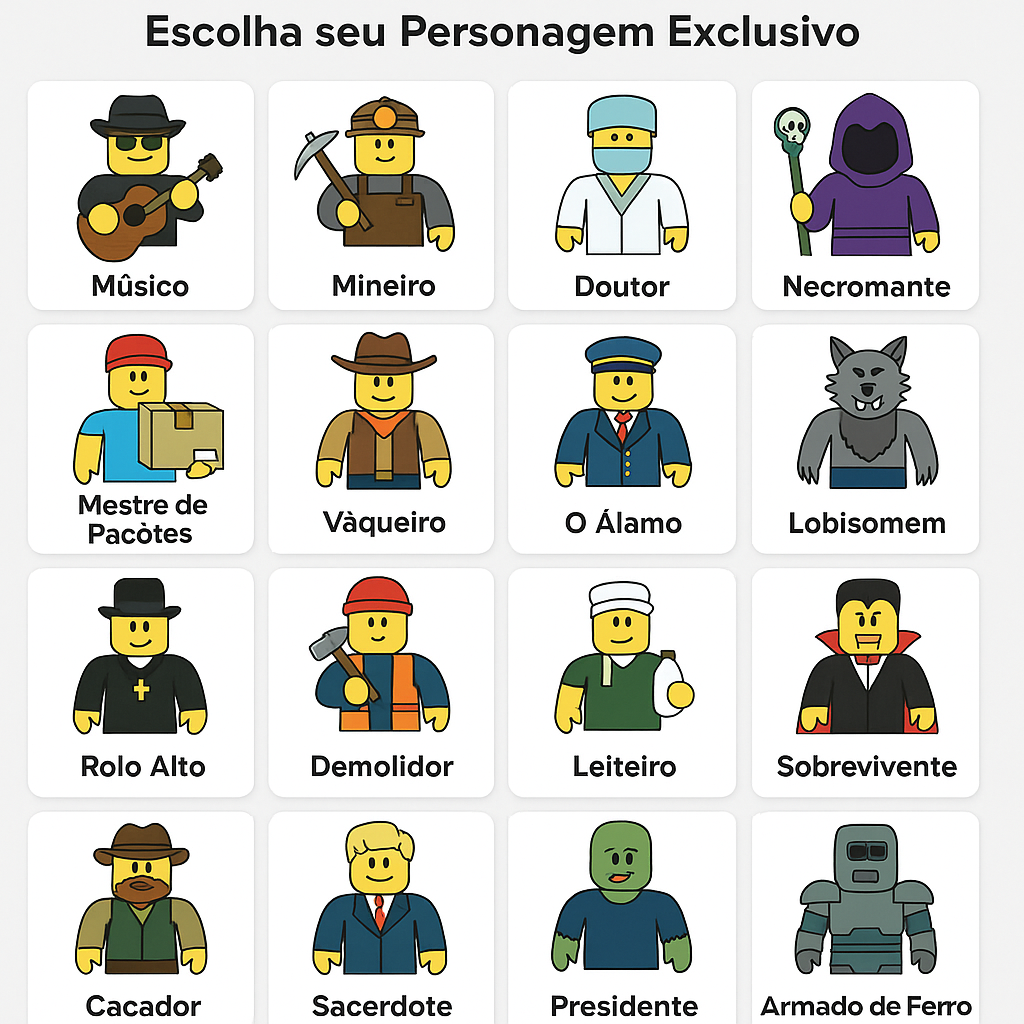 Escolha seu Personagem Exclusivo
Mûsico
Mineiro
Doutor
Necromante
Mestre de
Pacòtes
Vàqueiro
O Álamo
Lobisomem
Rolo Alto
Demolidor
Leiteiro
Sobrevivente
Cacador
Sacerdote
Presidente
Armado de Ferro